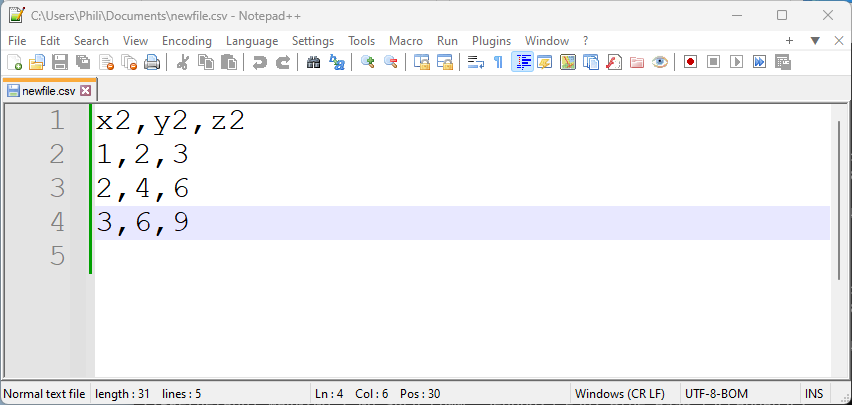 C:\Users\Phili\Documents\newfile.csv - Notepad++
File Edit Search View Encoding Language Settings Tools Macro Run Plugins Window ? + ▼ X
newfile.csv
1 x2,y2,z2
2 1,2,3
3 2,4,6
4 3,6,9
5
Normal text file length : 31 lines : 5 Ln : 4 Col : 6 Pos : 30 Windows (CR LF) UTF-8-BOM INS